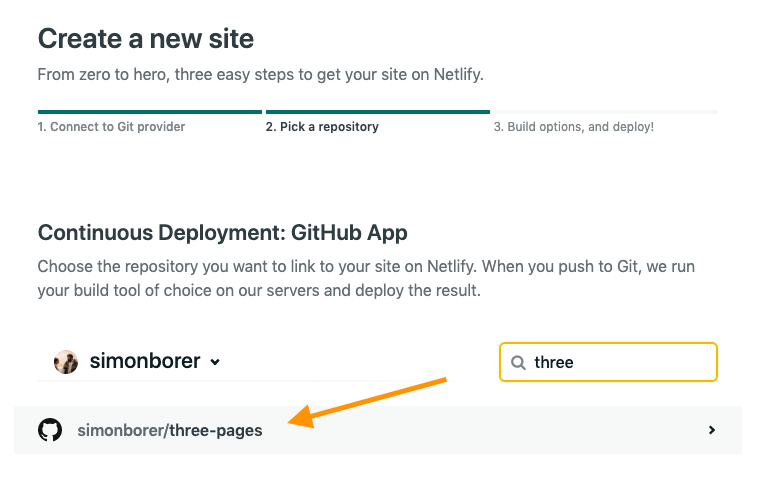 Create a new site
From zero to hero, three easy steps to get your site on Netlify.
1. Connect to Git provider
2. Pick a repository
3. Build options, and deploy!
Continuous Deployment: GitHub App
Choose the repository you want to link to your site on Netlify. When you push to Git, we run
your build tool of choice on our servers and deploy the result.
simonborer
three
simonborer/three-pages